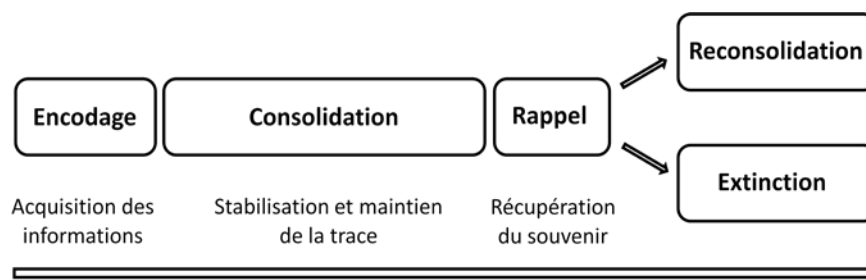 Encodage
Consolidation
Rappel
Reconsolidation
Extinction
Acquisition des
informations
Stabilisation et maintien
de la trace
Récupération
du souvenir